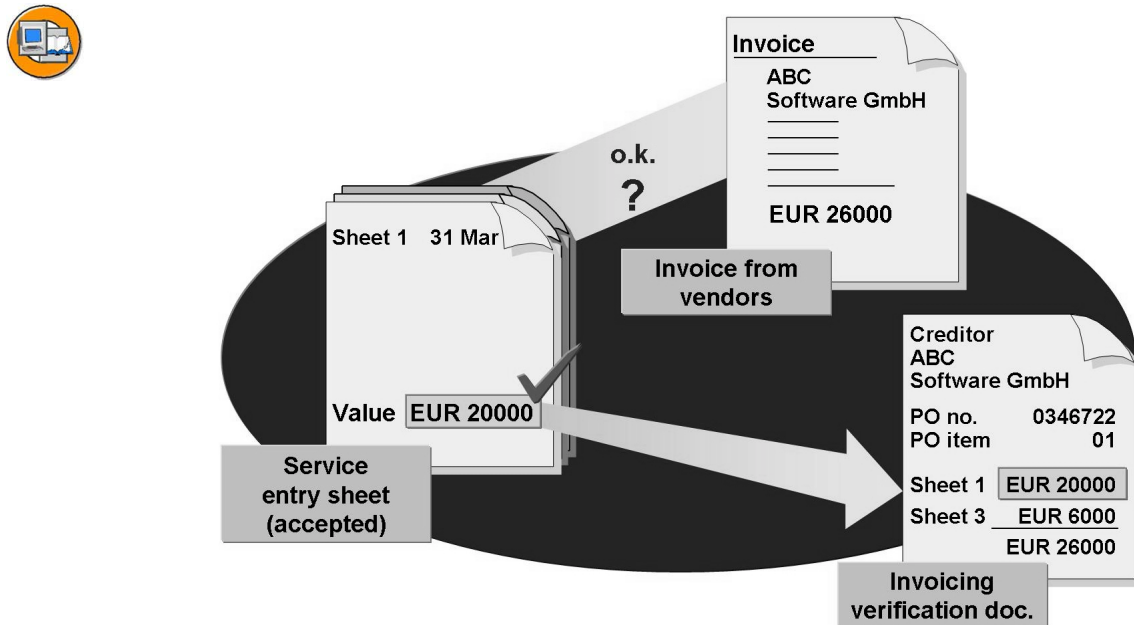 Invoice
ABC
Software GmbH
EUR 26000
o.k.
?
Invoice from
vendors
Sheet 1 31 Mar
Value EUR 20000
Service
entry sheet
(accepted)
Creditor
ABC
Software GmbH
PO no. 0346722
PO item 01
Sheet 1 EUR 20000
Sheet 3 EUR 6000
EUR 26000
Invoicing
verification doc.